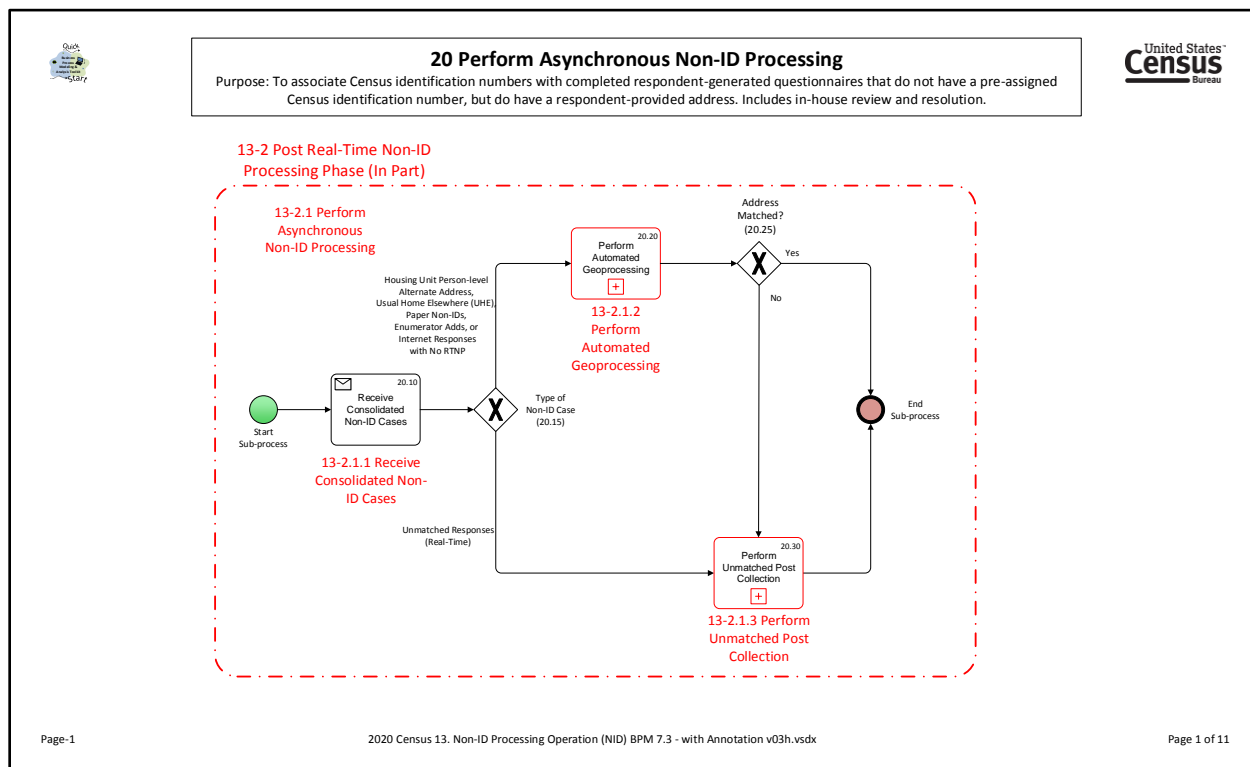 Quick
Business
Process
Modeling &
Analysis Toolkit
Start
20 Perform Asynchronous Non-ID Processing
Purpose: To associate Census identification numbers with completed respondent-generated questionnaires that do not have a pre-assigned
Census identification number, but do have a respondent-provided address. Includes in-house review and resolution.
United States™
Census
Bureau
13-2 Post Real-Time Non-ID
Processing Phase (In Part)
13-2.1 Perform
Asynchronous
Non-ID Processing
Housing Unit Person-level
Alternate Address,
Usual Home Elsewhere (UHE),
Paper Non-IDs,
Enumerator Adds, or
Internet Responses
with No RTNP
20.20
Perform
Automated
Geoprocessing
13-2.1.2
Perform
Automated
Geoprocessing
Address
Matched?
(20.25)
Yes
No
Start
Sub-process
20.10
Receive
Consolidated
Non-ID Cases
13-2.1.1 Receive
Consolidated Non-
ID Cases
Type of
Non-ID Case
(20.15)
End
Sub-process
Unmatched Responses
(Real-Time)
20.30
Perform
Unmatched Post
Collection
13-2.1.3 Perform
Unmatched Post
Collection
Page-1
2020 Census 13. Non-ID Processing Operation (NID) BPM 7.3 - with Annotation v03h.vsdx
Page 1 of 11